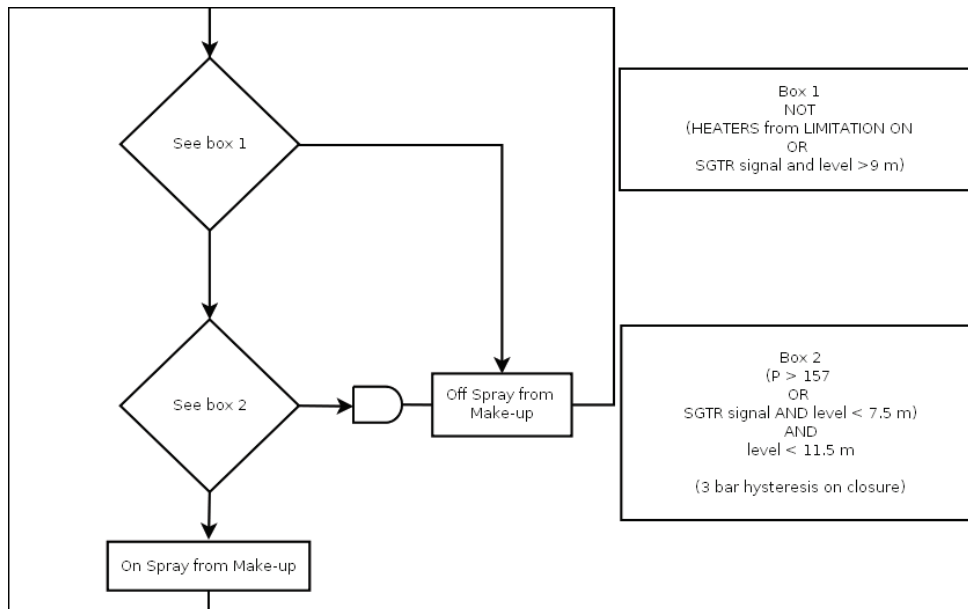 See box 1
Box 1
NOT
(HEATERS from LIMITATION ON
OR
SGTR signal and level >9 m)
See box 2
Off Spray from
Make-up
Box 2
(P > 157
OR
SGTR signal AND level < 7.5 m)
AND
level < 11.5 m
(3 bar hysteresis on closure)
On Spray from Make-up